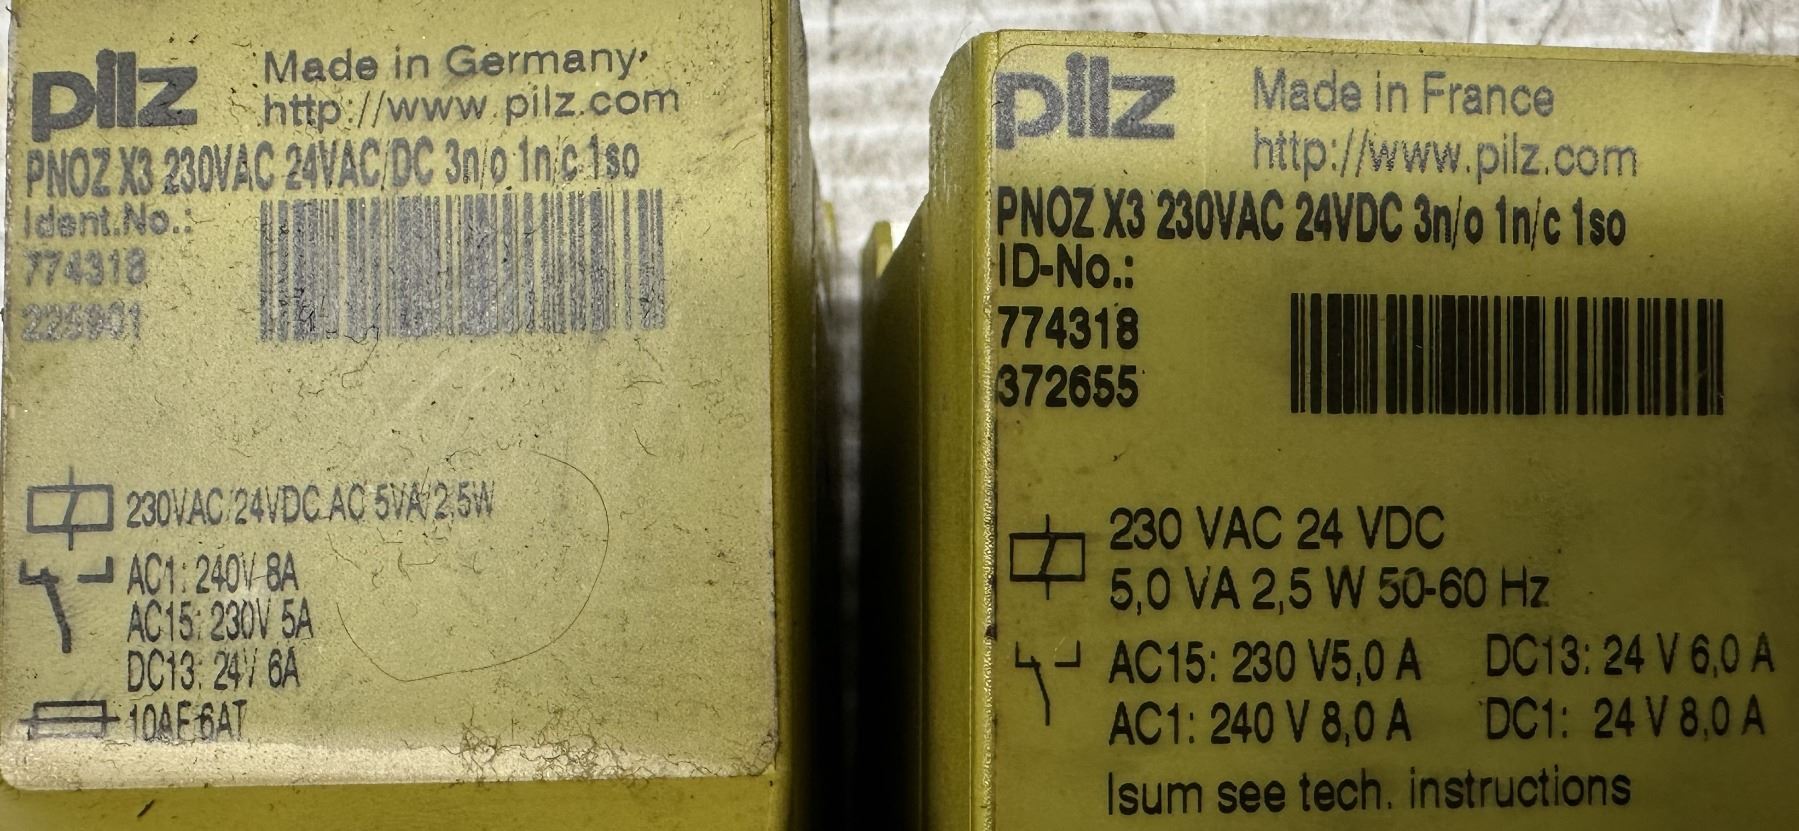 pilz
Made in Germany
http://www.pilz.com
PNOZ X3 230VAC 24VAC/DC 3n/o 1n/c 1so
Ident.No.:
774318
225901
230VAC/24VDC AC 5VA/2,5W
AC1: 240V 8A
AC15: 230V 5A
DC13: 24V 6A
10AF 6AT
pilz
Made in France
http://www.pilz.com
PNOZ X3 230VAC 24VDC 3n/o 1n/c 1so
ID-No.:
774318
372655
230 VAC 24 VDC
5,0 VA 2,5 W 50-60 Hz
AC15: 230 V5,0 A DC13: 24 V 6,0 A
AC1: 240 V 8,0 A DC1: 24 V 8,0 A
Isum see tech. instructions